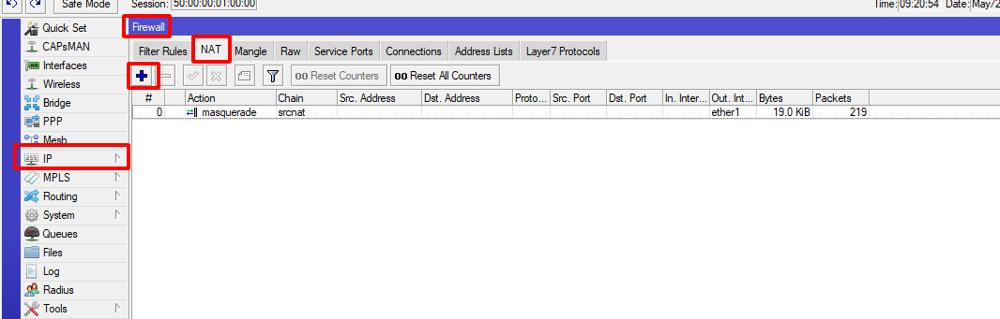 Safe Mode Session: 50:00:00:01:00:00 Time: 09:20:54 Date: May/2
Quick Set
CAPsMAN
Interfaces
Wireless
Bridge
PPP
Mesh
IP
MPLS
Routing
System
Queues
Files
Log
Radius
Tools
Firewall
Filter Rules NAT Mangle Raw Service Ports Connections Address Lists Layer7 Protocols
00 Reset Counters 00 Reset All Counters
# Action Chain Src. Address Dst. Address Proto... Src. Port Dst. Port In. Inter... Out. Int... Bytes Packets
0 masquerade srcnat ether1 19.0 KiB 219